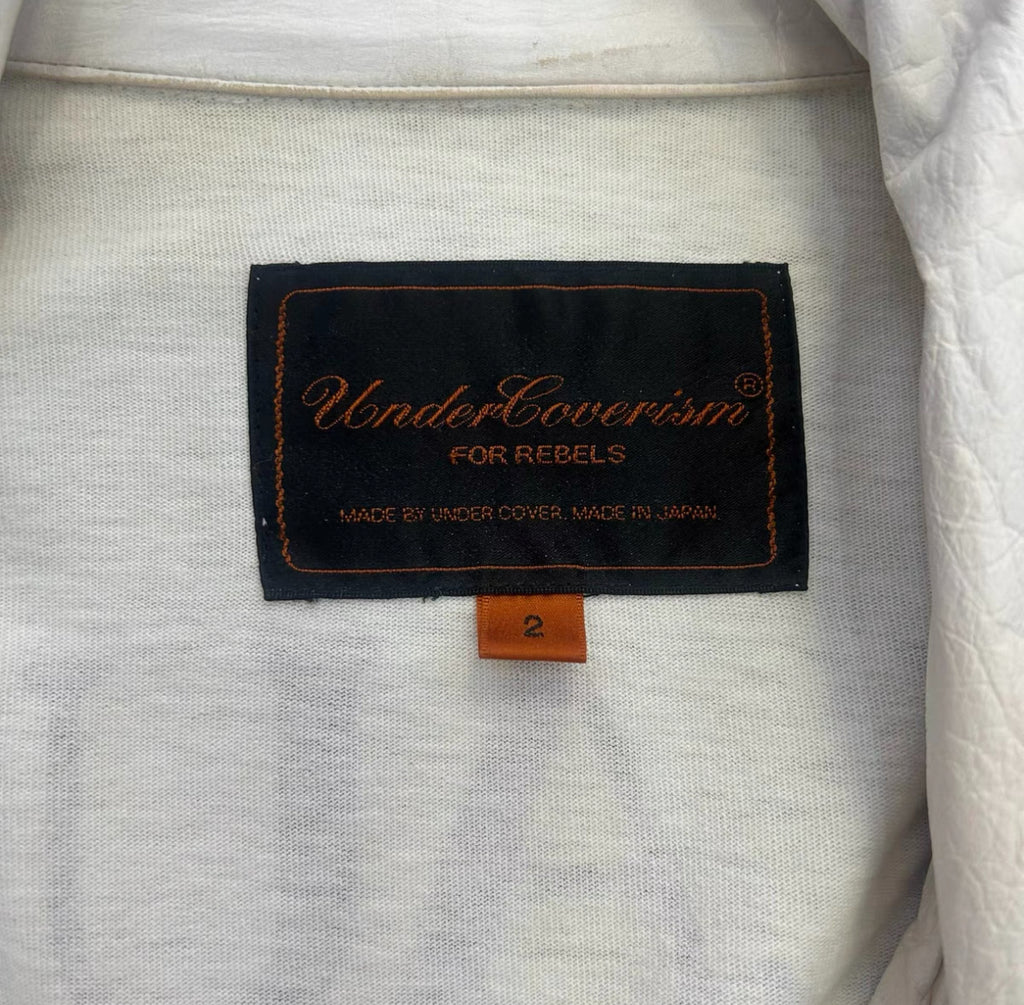 UnderCoverism®
FOR REBELS
MADE BY UNDER COVER. MADE IN JAPAN.
2